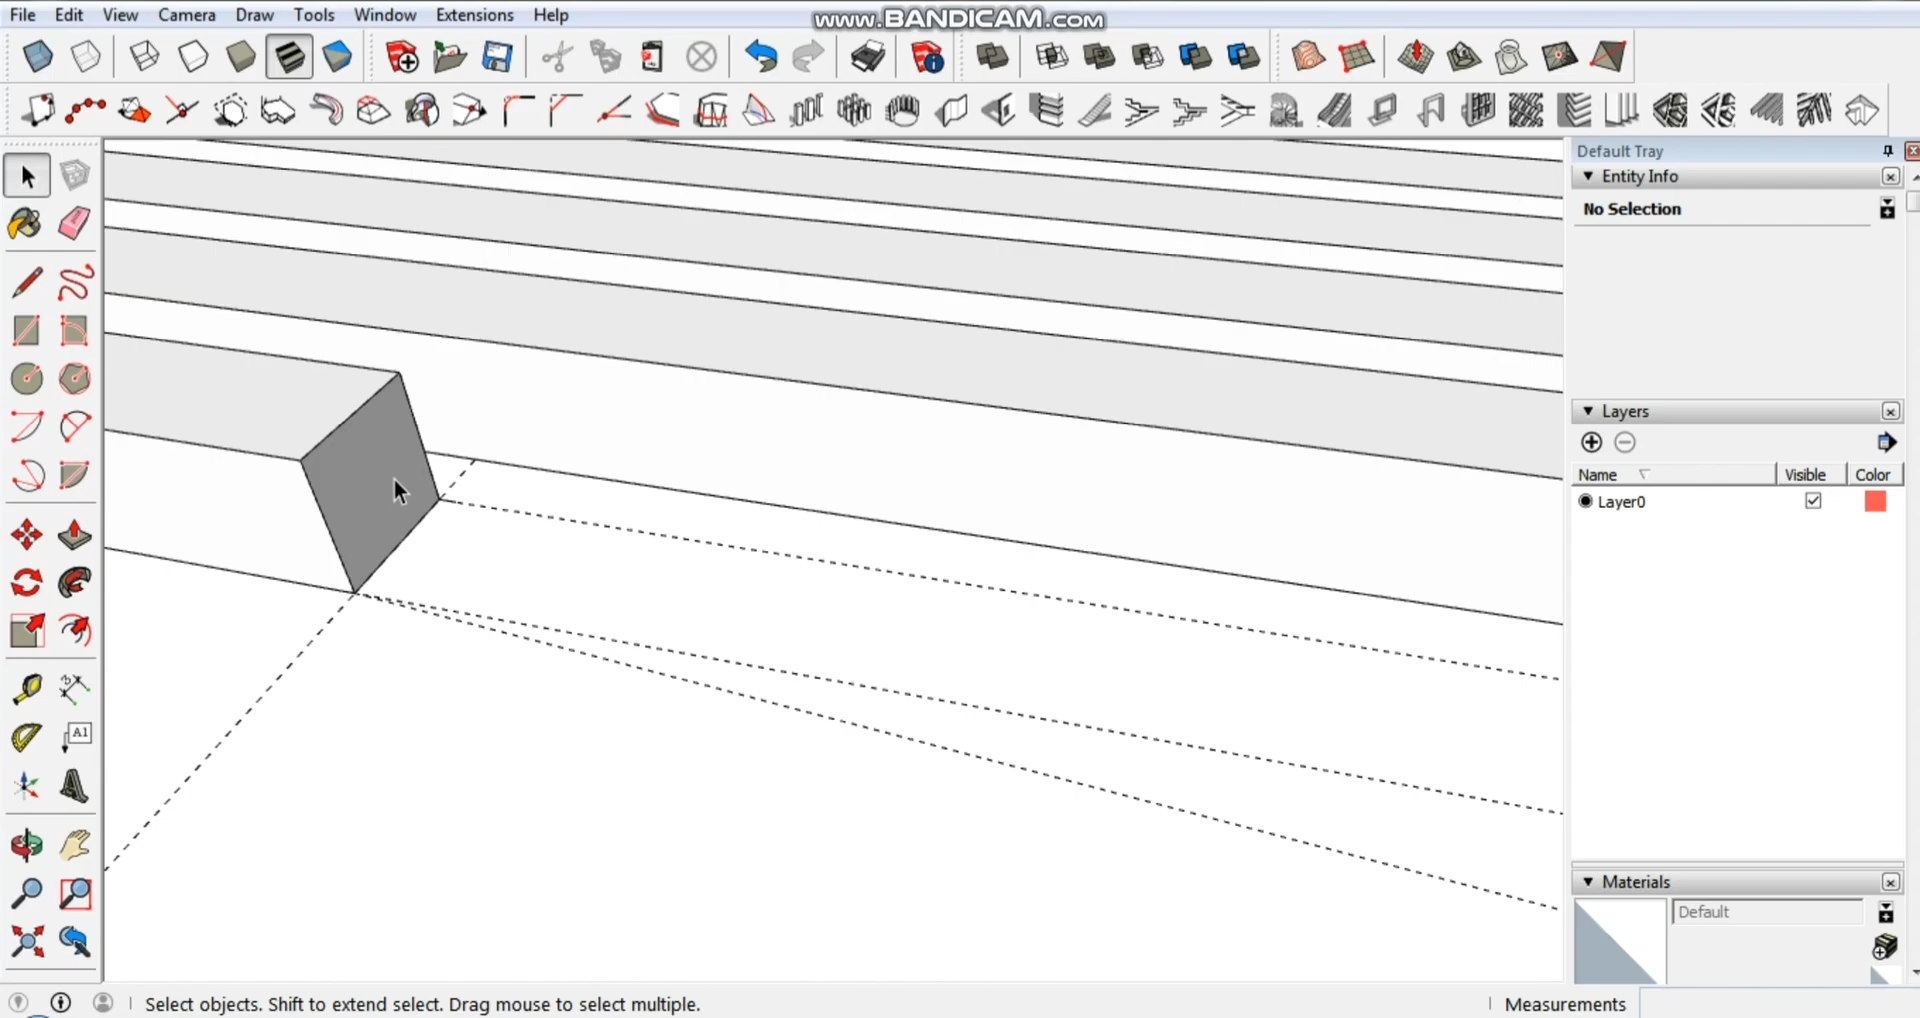 File Edit View Camera Draw Tools Window Extensions Help
www.BANDICAM.com
Default Tray
Entity Info
No Selection
Layers
Name Visible Color
Layer0
A1
Materials
Default
Select objects. Shift to extend select. Drag mouse to select multiple.
Measurements